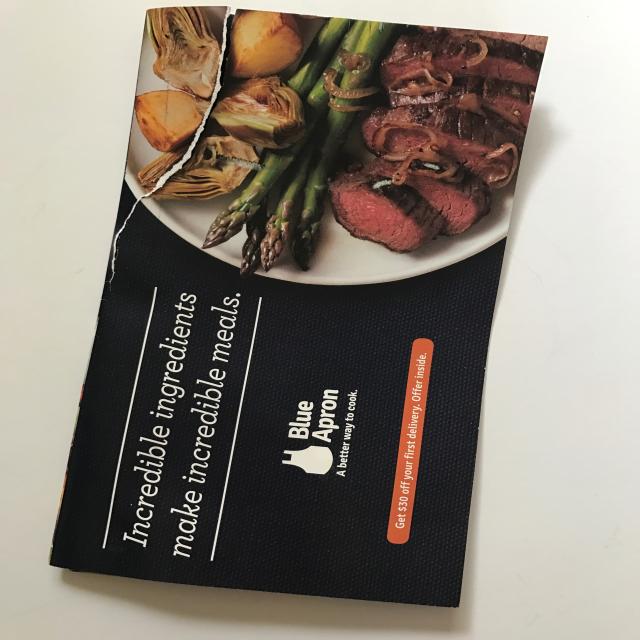 Incredible ingredients
make incredible meals.
Blue
Apron
A better way to cook.
Get $30 off your first delivery. Offer inside.